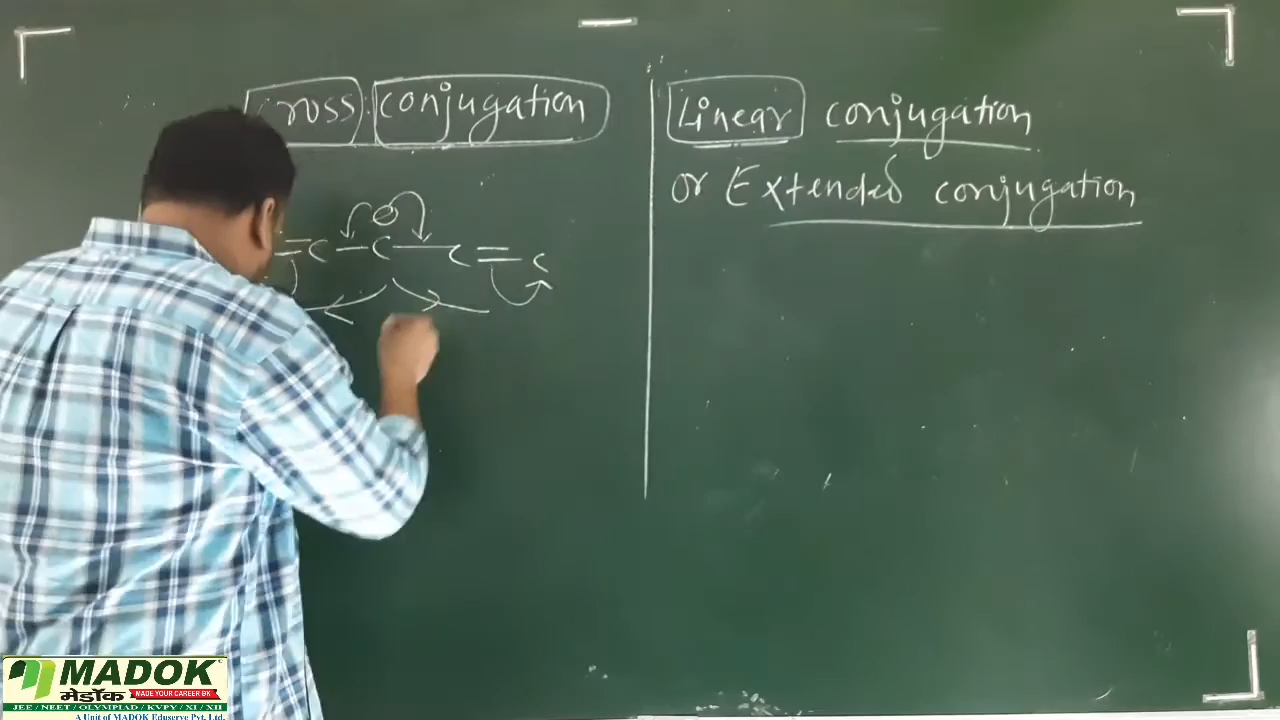 ross conjugation
Linear conjugation
or Extended conjugation
=C–C–C=C
MADOK
मेडॉक MADE YOUR CAREER BK
JEE / NEET / OLYMPIAD / KVPY / XI / XII
A Unit of MADOK Eduserve Pvt. Ltd.